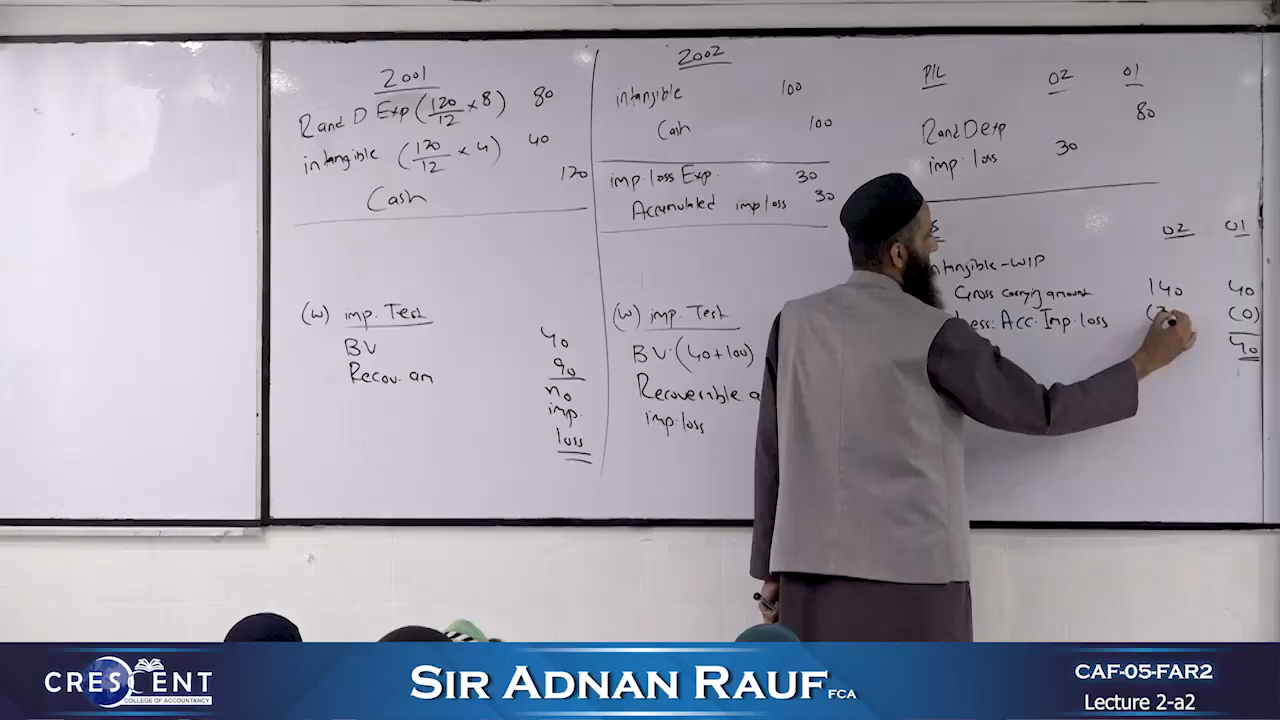 2001
R and D Exp (120/12 x 8) 80
intangible (120/12 x 4) 40
Cash 120
(W) imp. Test
BV 40
Recov. am 90
no
imp.
loss
2002
intangible 100
Cash 100
imp loss Exp. 30
Accumulated imp loss 30
(W) imp. Test
BV. (40+100)
Recoverable a
imp. loss
P/L 02 01
R and D exp 80
imp. loss 30
02 01
ntangible - WIP
Gross carrying amount 140 40
Less: Acc. Imp. loss (0)
40
CRESCENT
COLLEGE OF ACCOUNTANCY
SIR ADNAN RAUF FCA
CAF-05-FAR2
Lecture 2-a2